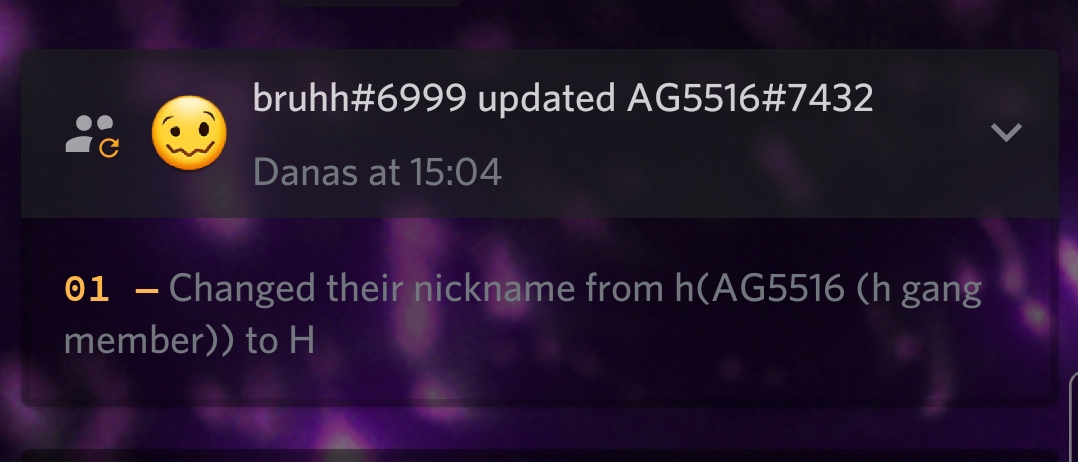 bruhh#6999 updated AG5516#7432
Danas at 15:04
01 — Changed their nickname from h(AG5516 (h gang
member)) to H